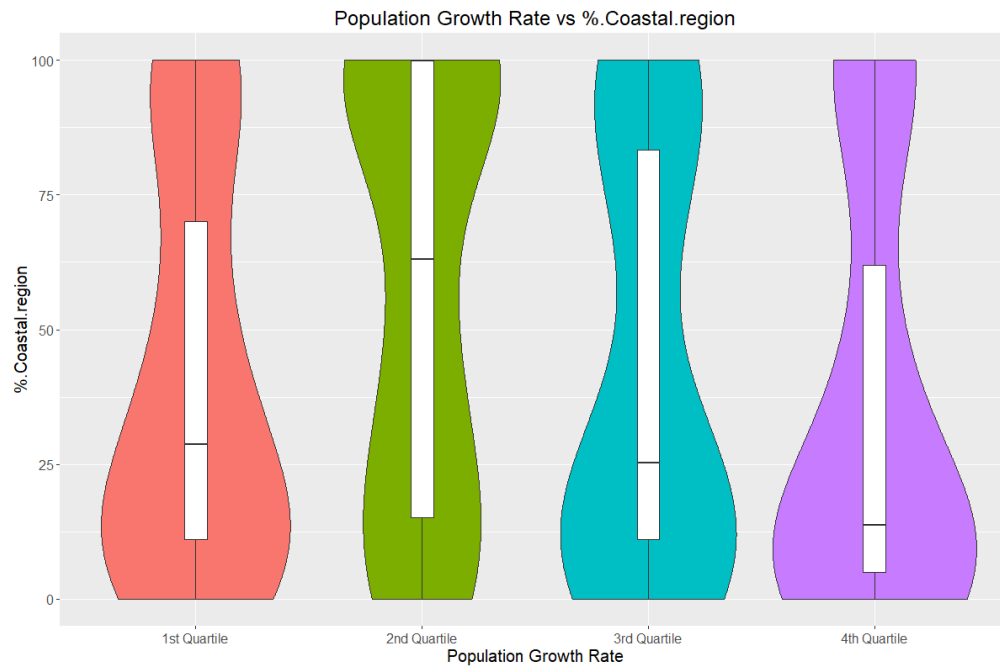 Population Growth Rate vs %.Coastal.region
%.Coastal.region
100
75
50
25
0
1st Quartile 2nd Quartile 3rd Quartile 4th Quartile
Population Growth Rate